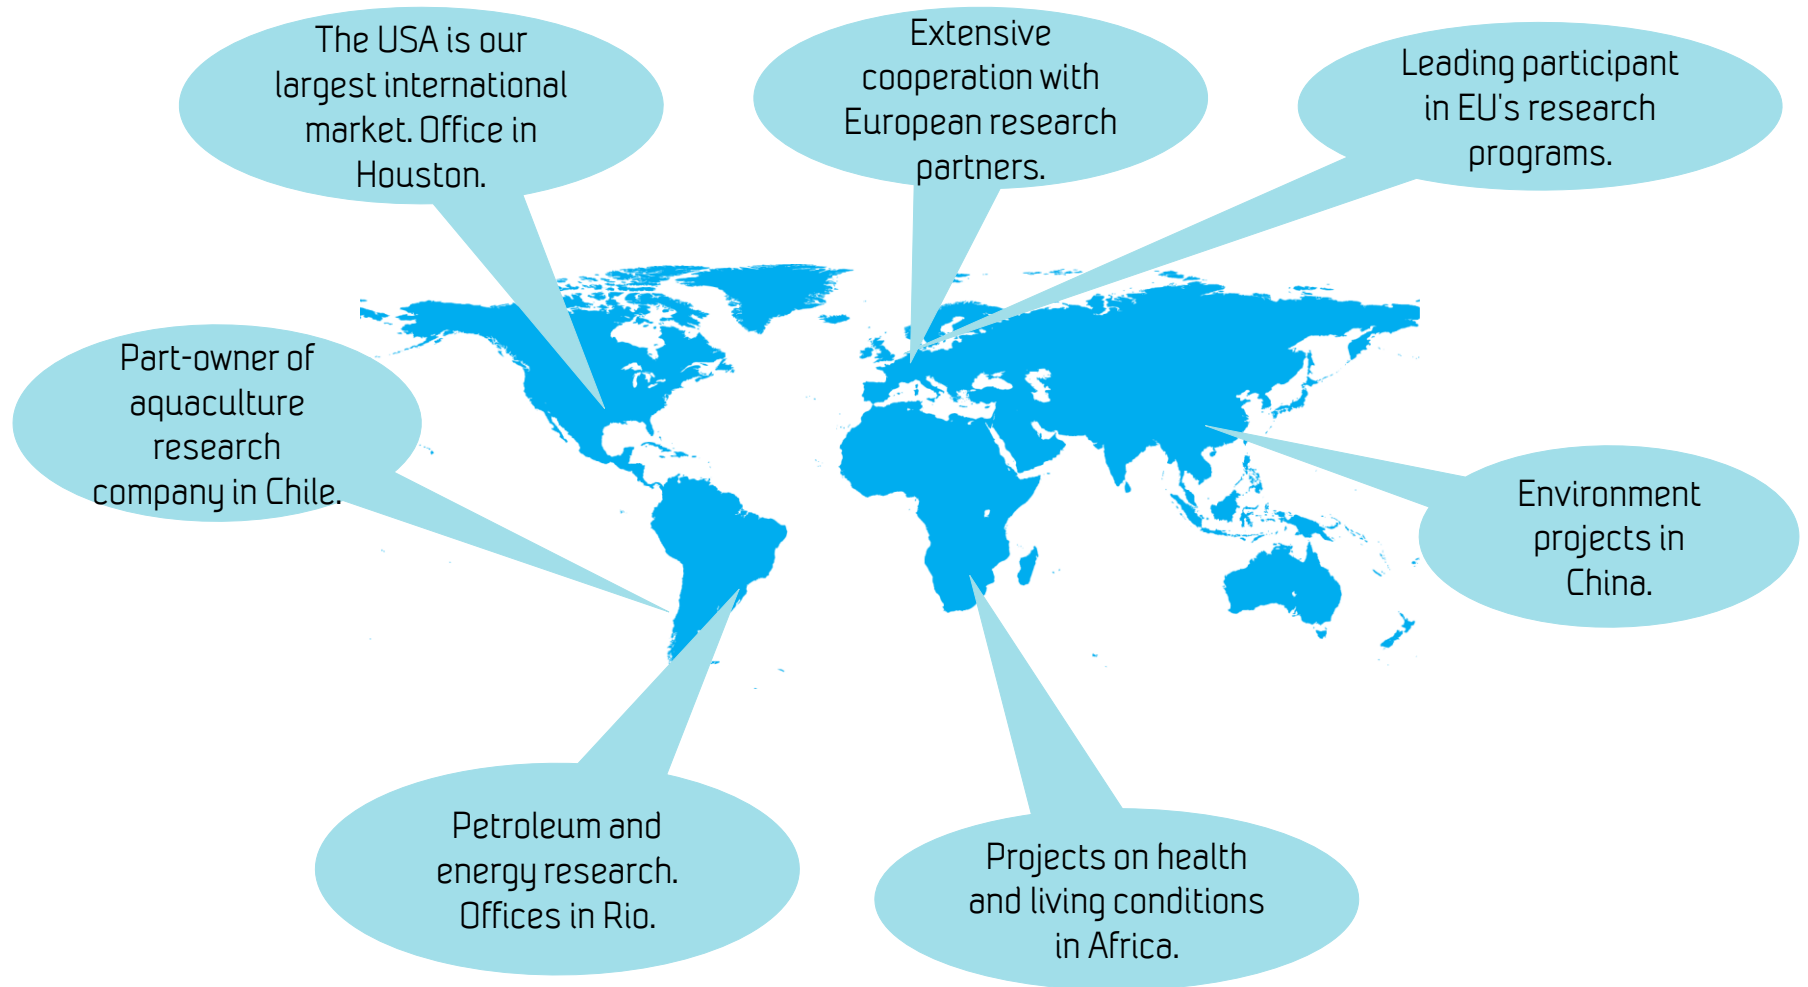 The USA is our
largest international
market. Office in
Houston.
Extensive
cooperation with
European research
partners.
Leading participant
in EU's research
programs.
Part-owner of
aquaculture
research
company in Chile.
Environment
projects in
China.
Petroleum and
energy research.
Offices in Rio.
Projects on health
and living conditions
in Africa.